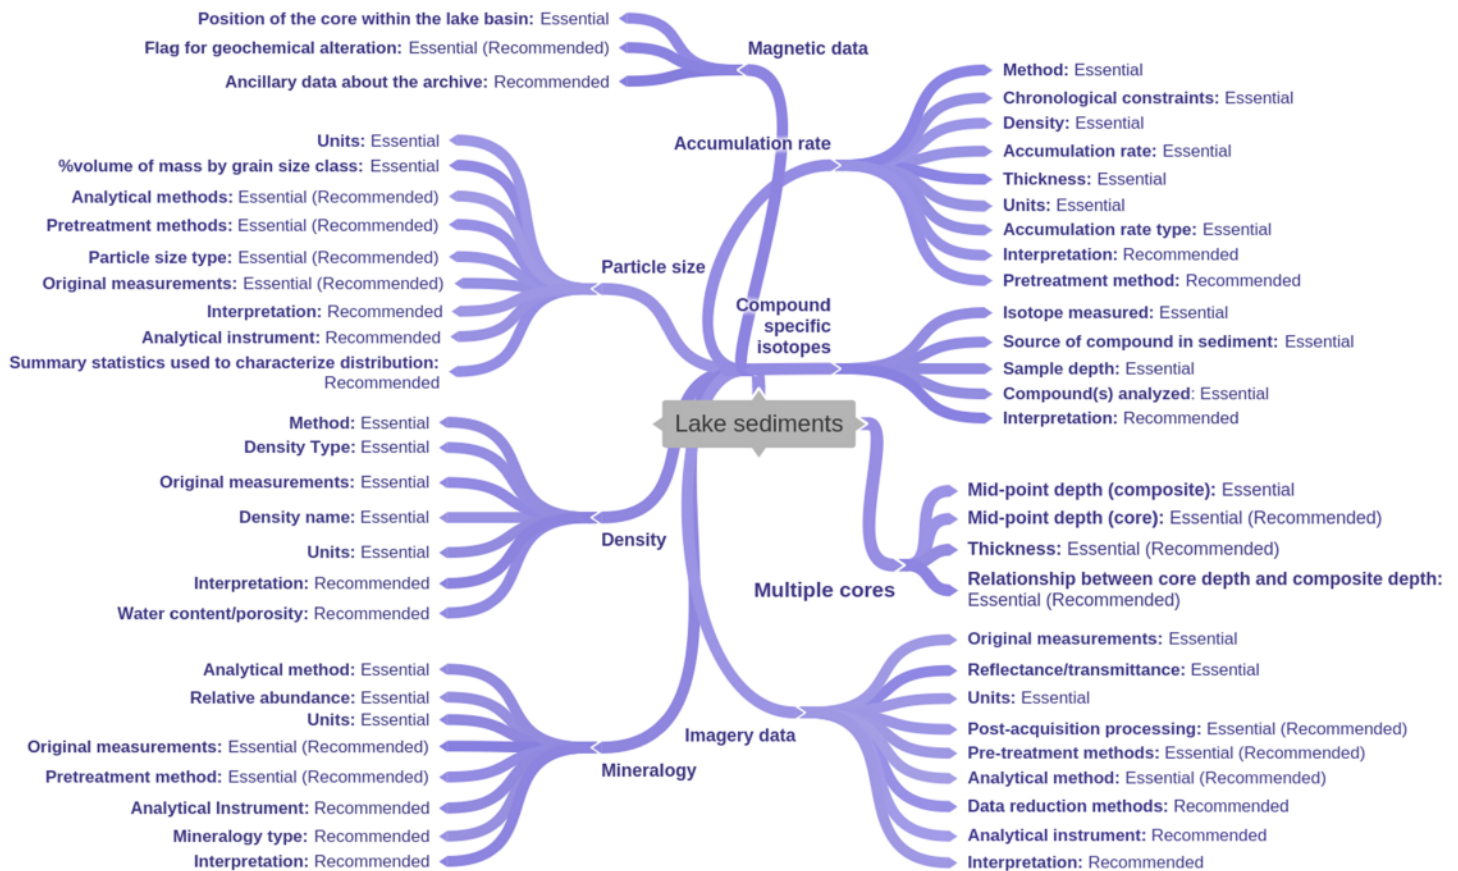 Magnetic data
Position of the core within the lake basin: Essential
Flag for geochemical alteration: Essential (Recommended)
Ancillary data about the archive: Recommended
Accumulation rate
Method: Essential
Chronological constraints: Essential
Density: Essential
Accumulation rate: Essential
Thickness: Essential
Units: Essential
Accumulation rate type: Essential
Interpretation: Recommended
Pretreatment method: Recommended
Particle size
Units: Essential
%volume of mass by grain size class: Essential
Analytical methods: Essential (Recommended)
Pretreatment methods: Essential (Recommended)
Particle size type: Essential (Recommended)
Original measurements: Essential (Recommended)
Interpretation: Recommended
Analytical instrument: Recommended
Summary statistics used to characterize distribution:
Recommended
Compound
specific
isotopes
Isotope measured: Essential
Source of compound in sediment: Essential
Sample depth: Essential
Compound(s) analyzed: Essential
Interpretation: Recommended
Lake sediments
Density
Method: Essential
Density Type: Essential
Original measurements: Essential
Density name: Essential
Units: Essential
Interpretation: Recommended
Water content/porosity: Recommended
Multiple cores
Mid-point depth (composite): Essential
Mid-point depth (core): Essential (Recommended)
Thickness: Essential (Recommended)
Relationship between core depth and composite depth:
Essential (Recommended)
Mineralogy
Analytical method: Essential
Relative abundance: Essential
Units: Essential
Original measurements: Essential (Recommended)
Pretreatment method: Essential (Recommended)
Analytical Instrument: Recommended
Mineralogy type: Recommended
Interpretation: Recommended
Imagery data
Original measurements: Essential
Reflectance/transmittance: Essential
Units: Essential
Post-acquisition processing: Essential (Recommended)
Pre-treatment methods: Essential (Recommended)
Analytical method: Essential (Recommended)
Data reduction methods: Recommended
Analytical instrument: Recommended
Interpretation: Recommended